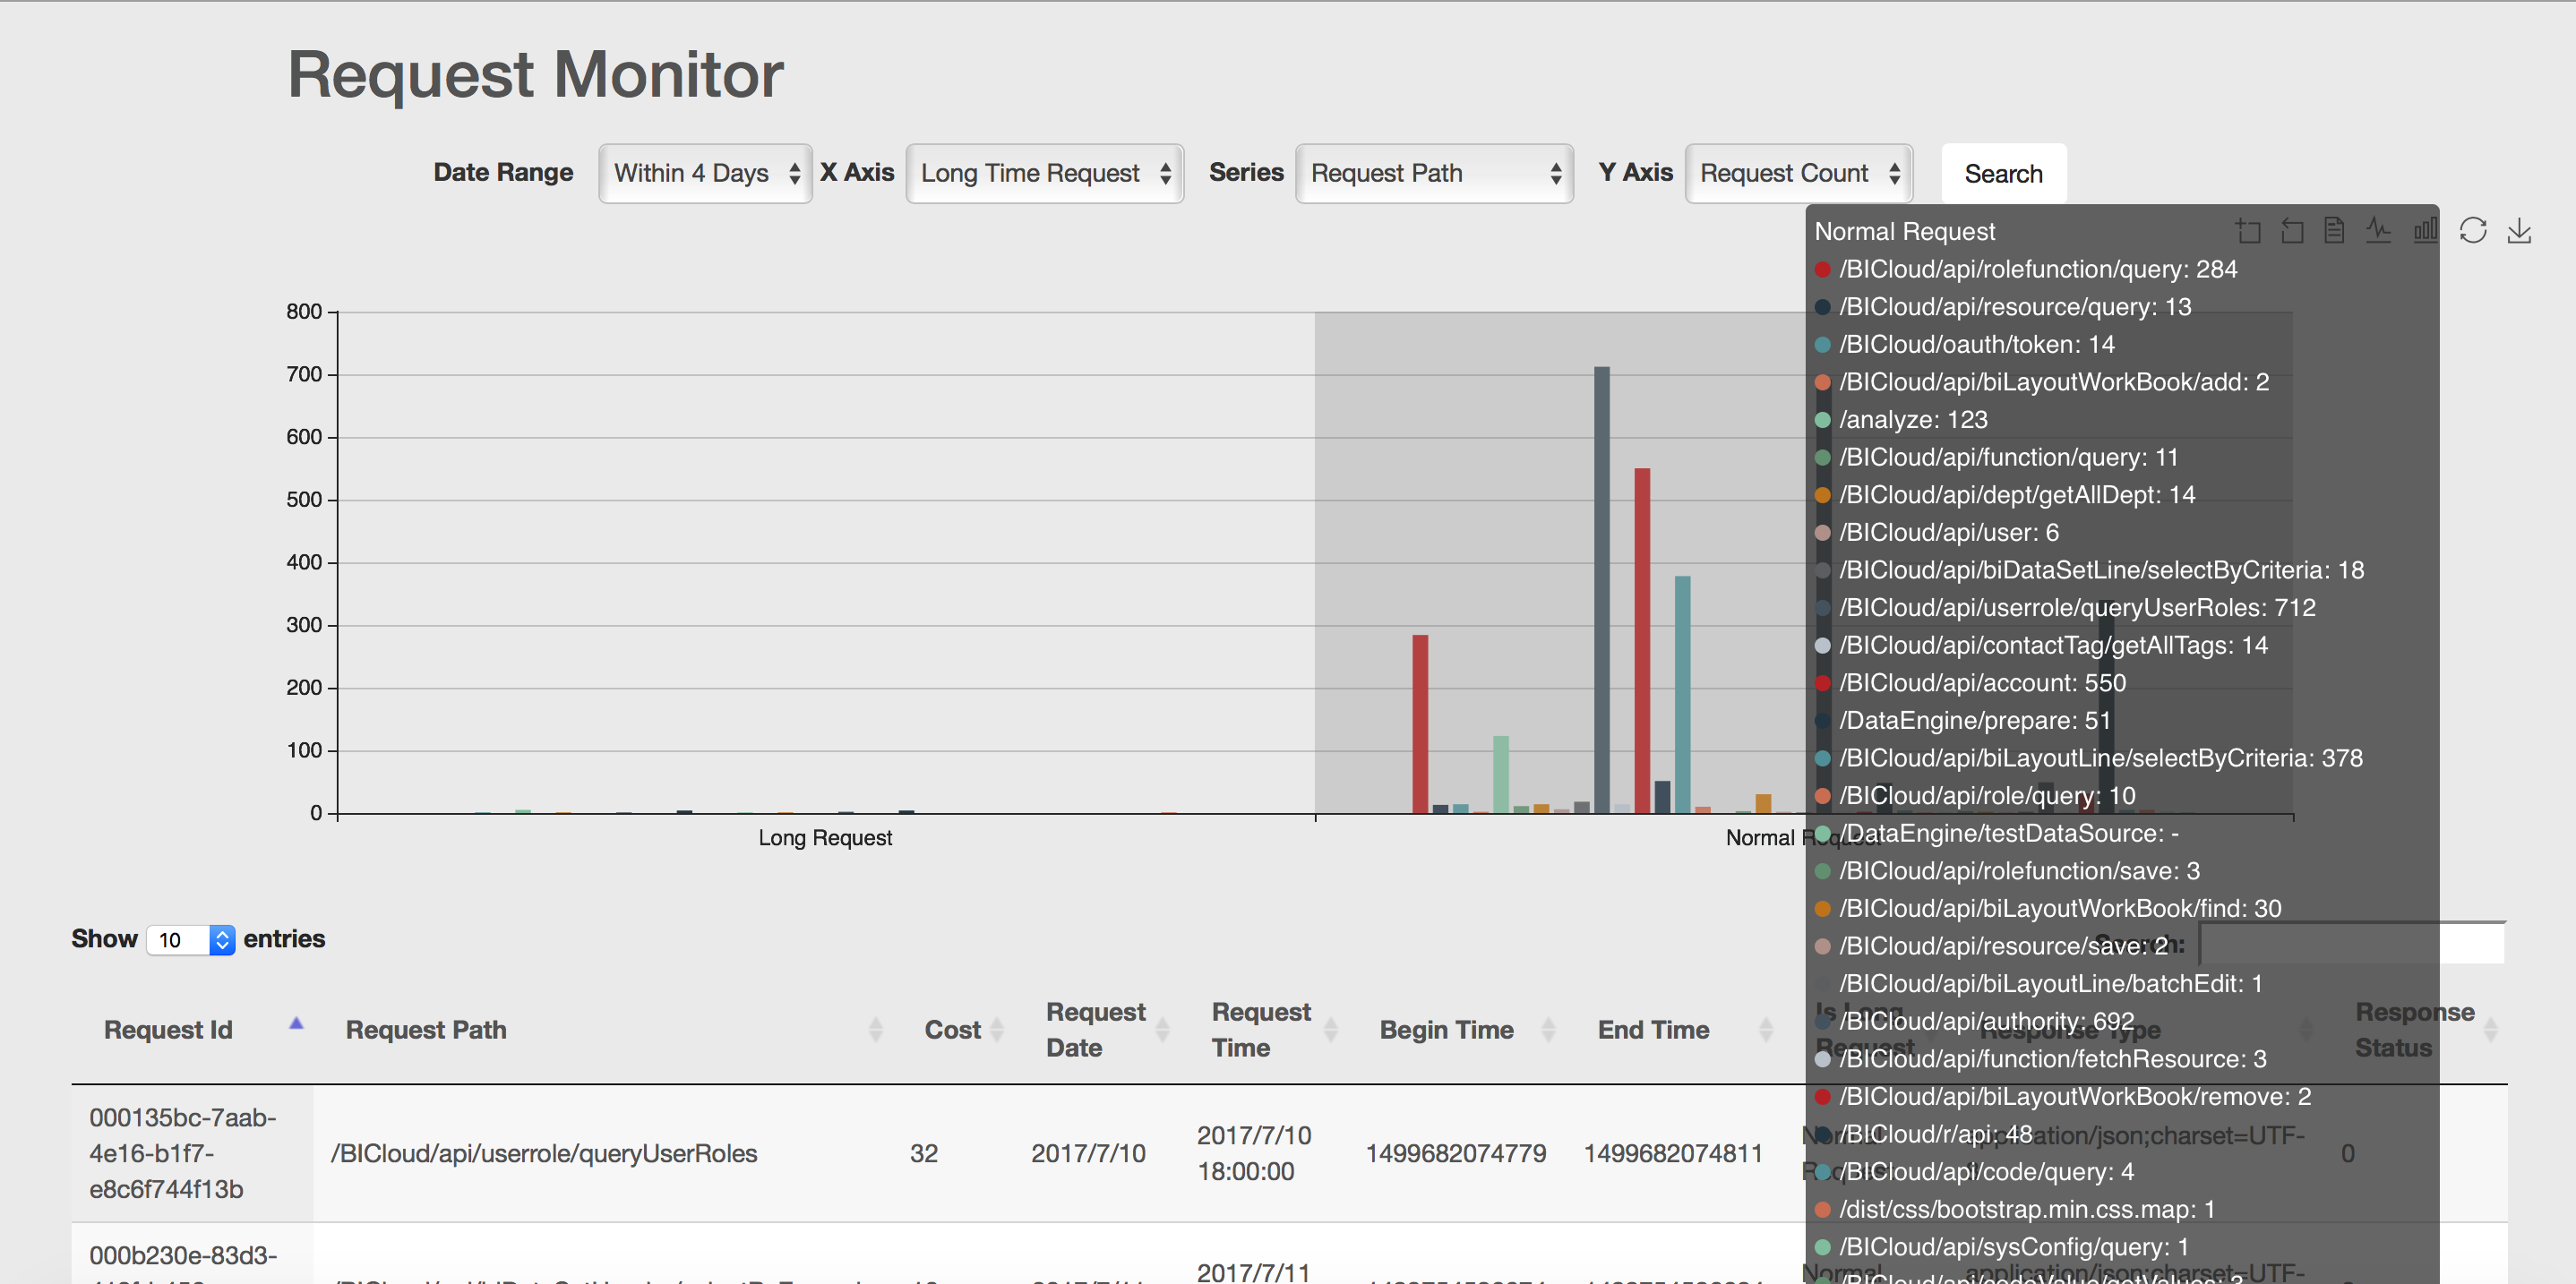 Request Monitor
Date Range Within 4 Days X Axis Long Time Request Series Request Path Y Axis Request Count Search
Normal Request
/BICloud/api/rolefunction/query: 284
/BICloud/api/resource/query: 13
/BICloud/oauth/token: 14
/BICloud/api/biLayoutWorkBook/add: 2
/analyze: 123
/BICloud/api/function/query: 11
/BICloud/api/dept/getAllDept: 14
/BICloud/api/user: 6
/BICloud/api/biDataSetLine/selectByCriteria: 18
/BICloud/api/userrole/queryUserRoles: 712
/BICloud/api/contactTag/getAllTags: 14
/BICloud/api/account: 550
/DataEngine/prepare: 51
/BICloud/api/biLayoutLine/selectByCriteria: 378
/BICloud/api/role/query: 10
/DataEngine/testDataSource: -
/BICloud/api/rolefunction/save: 3
/BICloud/api/biLayoutWorkBook/find: 30
/BICloud/api/resource/save: 2
/BICloud/api/biLayoutLine/batchEdit: 1
/BICloud/api/authority: 692
/BICloud/api/function/fetchResource: 3
/BICloud/api/biLayoutWorkBook/remove: 2
/BICloud/r/api: 48
/BICloud/api/code/query: 4
/dist/css/bootstrap.min.css.map: 1
/BICloud/api/sysConfig/query: 1
/BICloud/api/codeValue/getValues: 3
800
700
600
500
400
300
200
100
0
Long Request
Normal Request
Show 10 entries
Search:
Request Id
Request Path
Cost
Request
Date
Request
Time
Begin Time
End Time
Is Long
Request
Response Type
Response
Status
000135bc-7aab-
4e16-b1f7-
e8c6f744f13b
/BICloud/api/userrole/queryUserRoles
32
2017/7/10
2017/7/10
18:00:00
1499682074779
1499682074811
Normal
application/json;charset=UTF-
0
000b230e-83d3-
2017/7/11
Normal
application/json;charset=UTF-